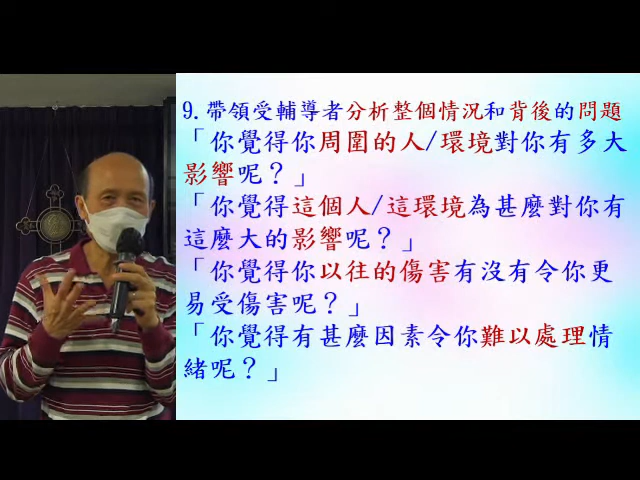 9.帶領受輔導者分析整個情況和背後的問題
「你覺得你周圍的人/環境對你有多大
影響呢？」
「你覺得這個人/這環境為甚麼對你有
這麼大的影響呢？」
「你覺得你以往的傷害有沒有令你更
易受傷害呢？」
「你覺得有甚麼因素令你難以處理情
緒呢？」